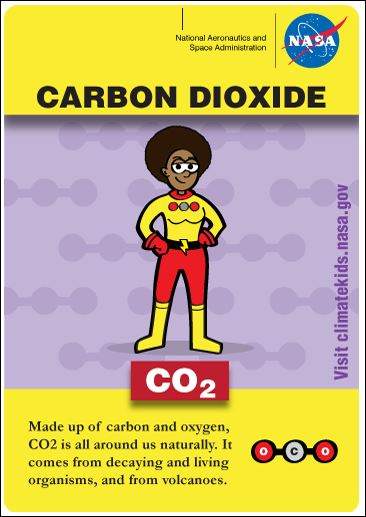 National Aeronautics and
Space Administration
NASA
CARBON DIOXIDE
Visit climatekids.nasa.gov
CO2
Made up of carbon and oxygen,
CO2 is all around us naturally. It
comes from decaying and living
organisms, and from volcanoes.
O C O